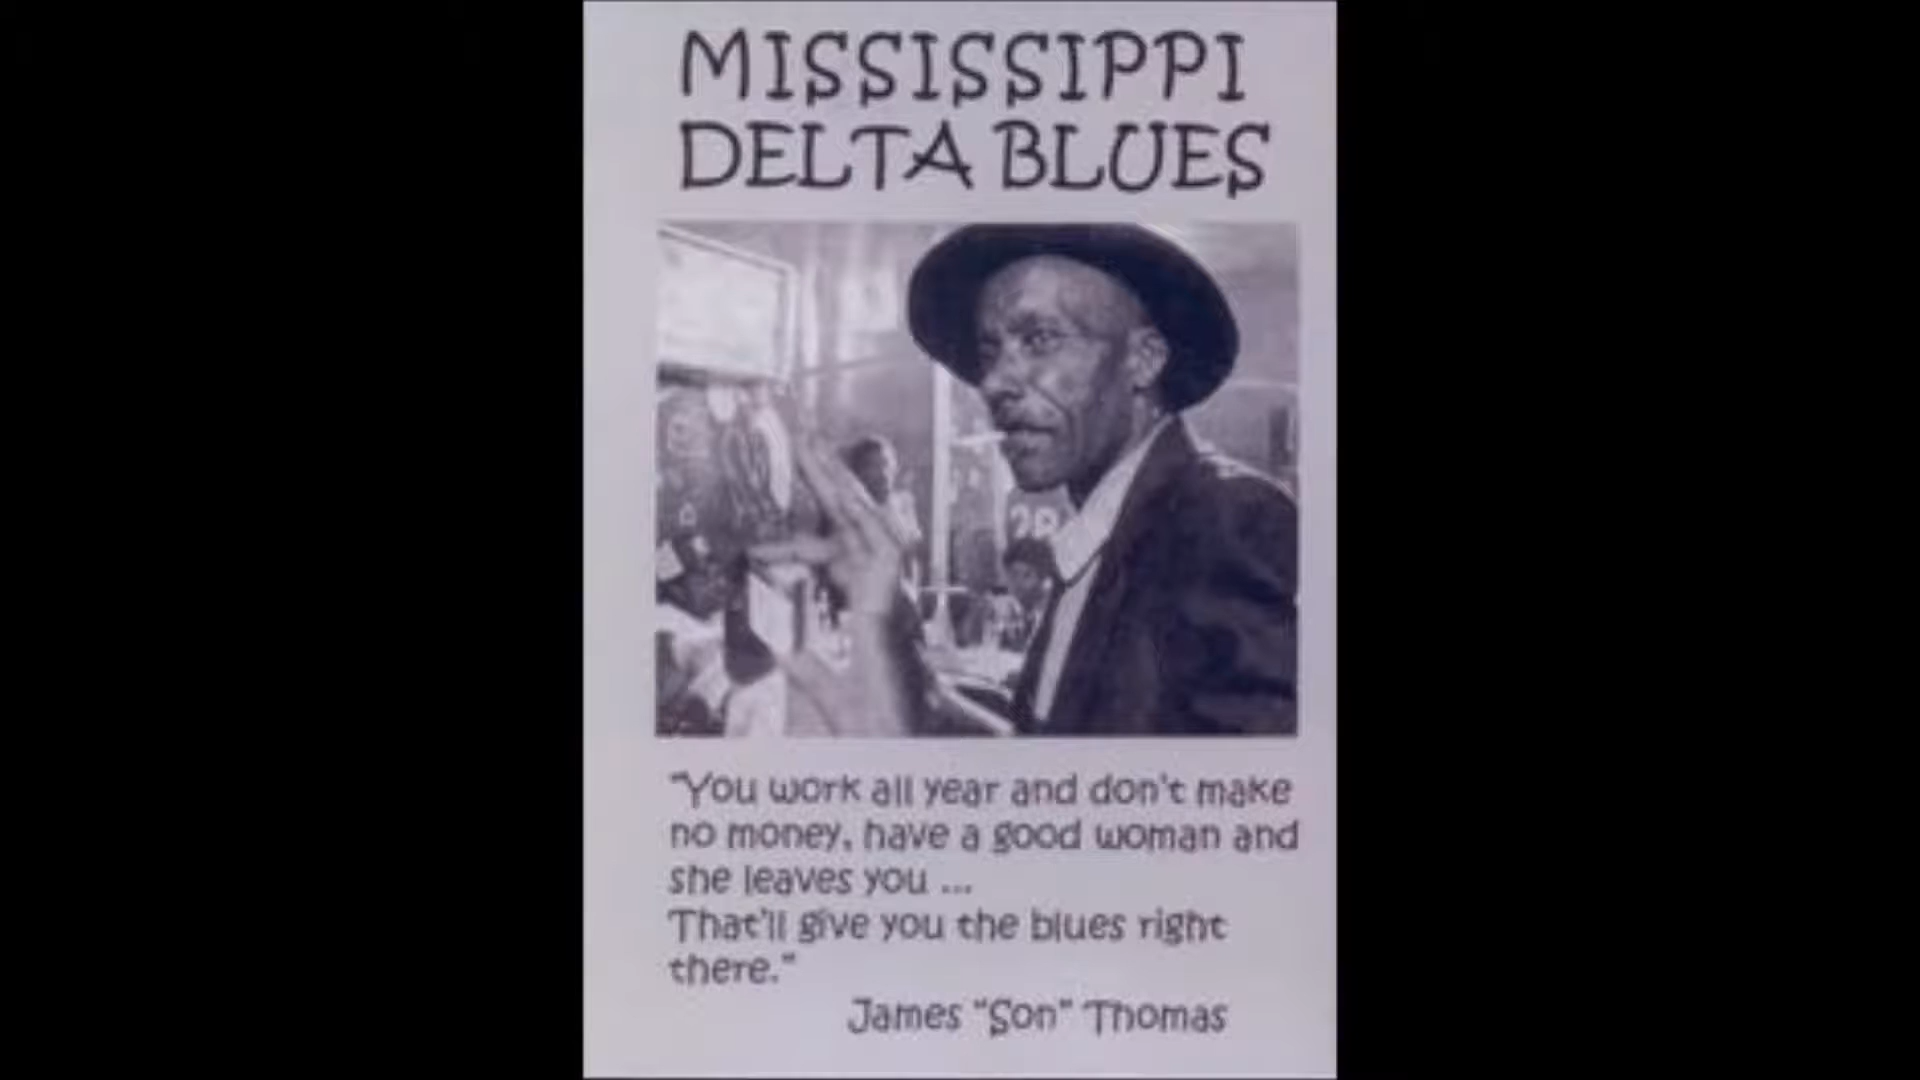 MISSISSIPPI
DELTA BLUES
"You work all year and don't make
no money, have a good woman and
she leaves you ...
That'll give you the blues right
there."
James "Son" Thomas